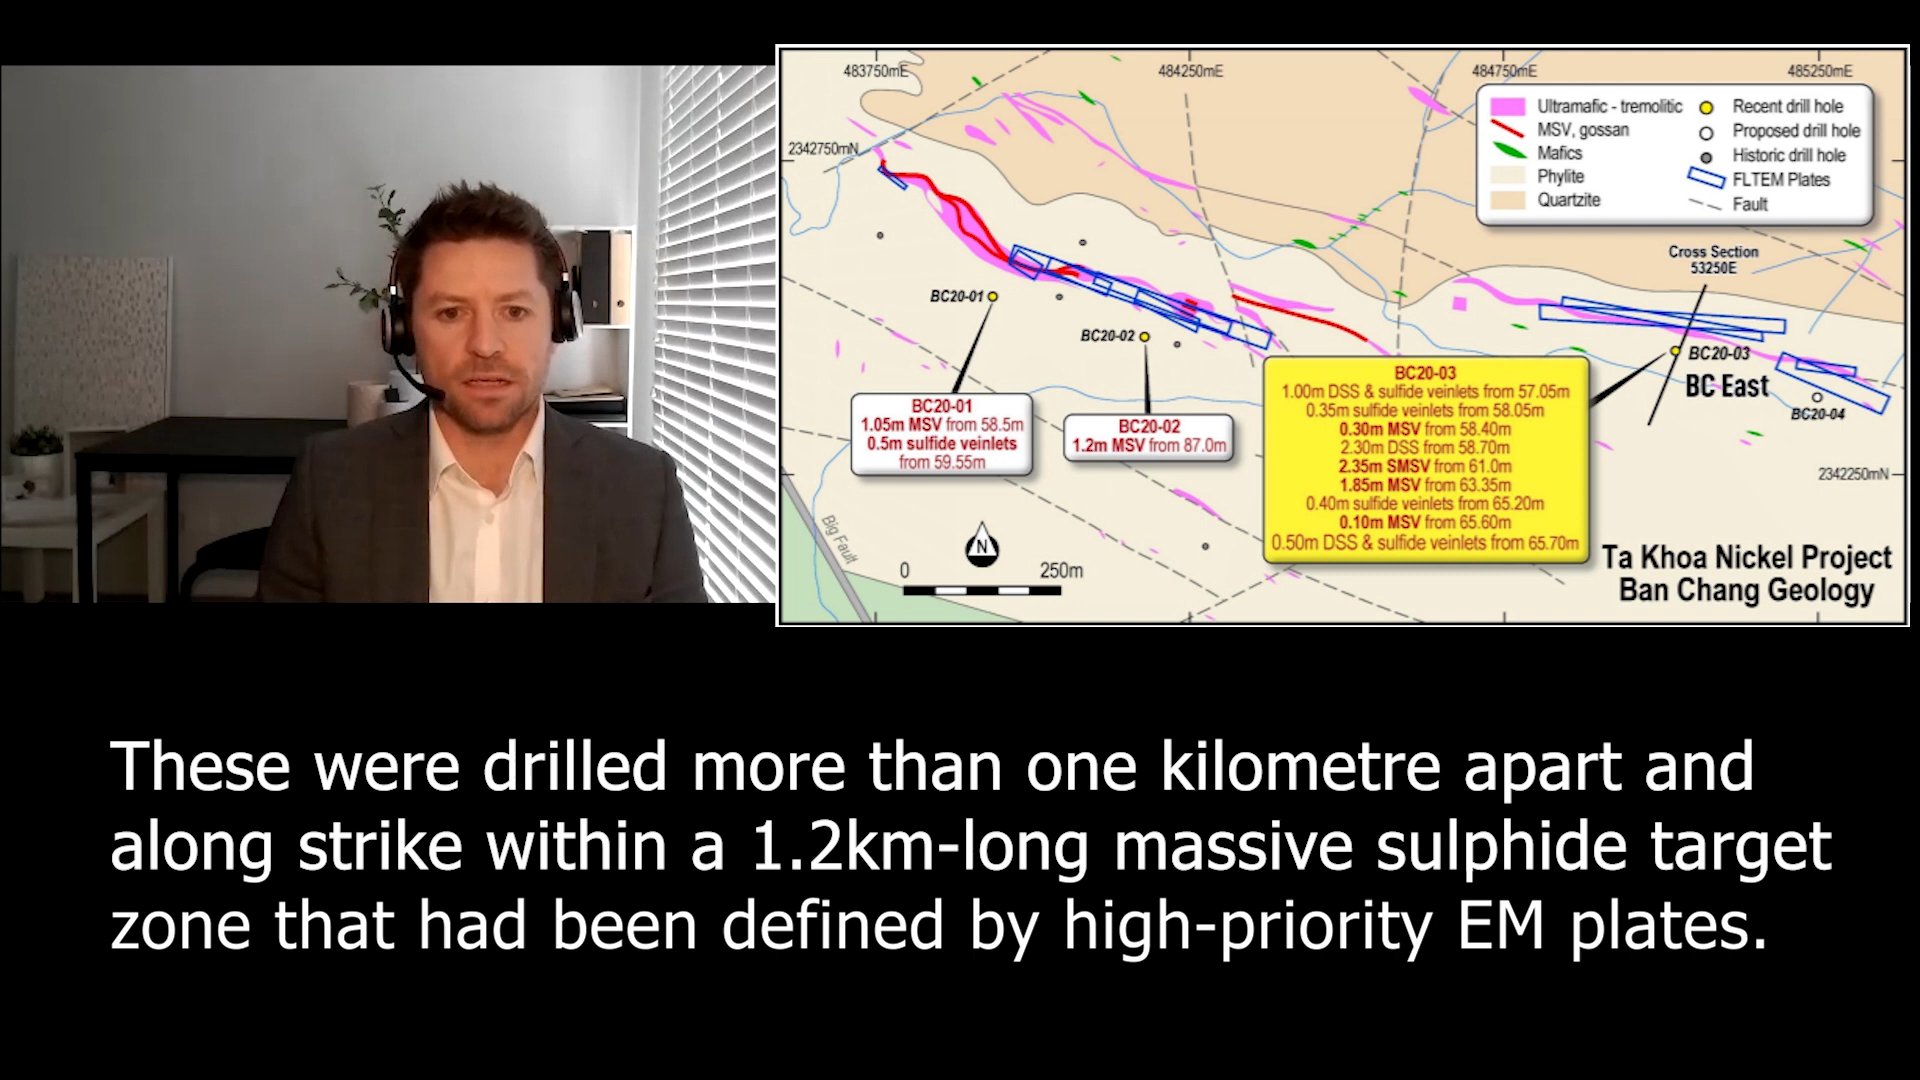 483750mE
484250mE
484750mE
485250mE
2342750mN
Ultramafic - tremolitic
MSV, gossan
Mafics
Phylite
Quartzite
Recent drill hole
Proposed drill hole
Historic drill hole
FLTEM Plates
Fault
Cross Section
53250E
BC20-01
BC20-02
BC20-03
BC East
BC20-04
BC20-01
1.05m MSV from 58.5m
0.5m sulfide veinlets
from 59.55m
BC20-02
1.2m MSV from 87.0m
BC20-03
1.00m DSS & sulfide veinlets from 57.05m
0.35m sulfide veinlets from 58.05m
0.30m MSV from 58.40m
2.30m DSS from 58.70m
2.35m SMSV from 61.0m
1.85m MSV from 63.35m
0.40m sulfide veinlets from 65.20m
0.10m MSV from 65.60m
0.50m DSS & sulfide veinlets from 65.70m
2342250mN
Big Fault
N
0 250m
Ta Khoa Nickel Project
Ban Chang Geology
These were drilled more than one kilometre apart and
along strike within a 1.2km-long massive sulphide target
zone that had been defined by high-priority EM plates.